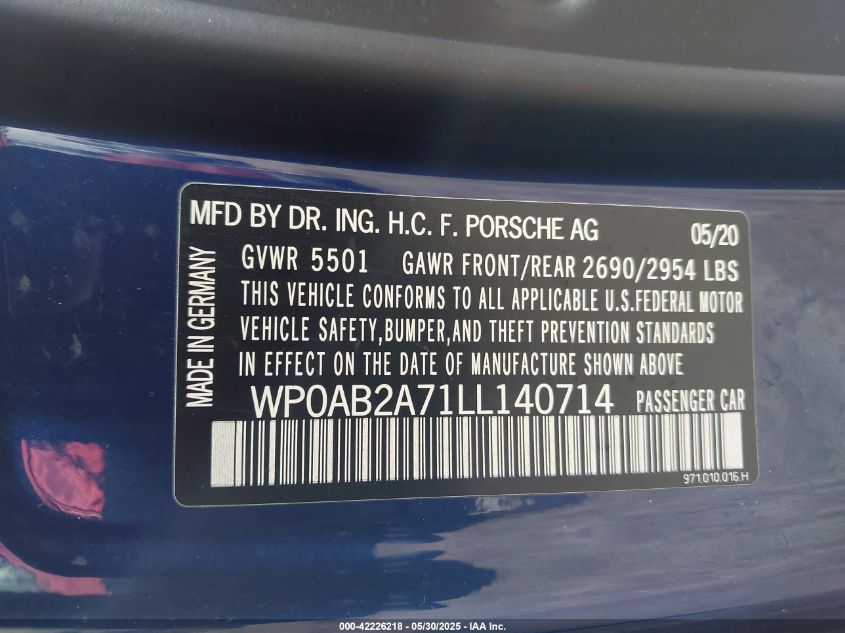 MFD BY DR. ING. H.C. F. PORSCHE AG 05/20
GVWR 5501 GAWR FRONT/REAR 2690/2954 LBS
THIS VEHICLE CONFORMS TO ALL APPLICABLE U.S.FEDERAL MOTOR
VEHICLE SAFETY,BUMPER,AND THEFT PREVENTION STANDARDS
IN EFFECT ON THE DATE OF MANUFACTURE SHOWN ABOVE
WP0AB2A71LL140714 PASSENGER CAR
MADE IN GERMANY
971.010.016.H
000-42226218 - 05/30/2025 - IAA Inc.